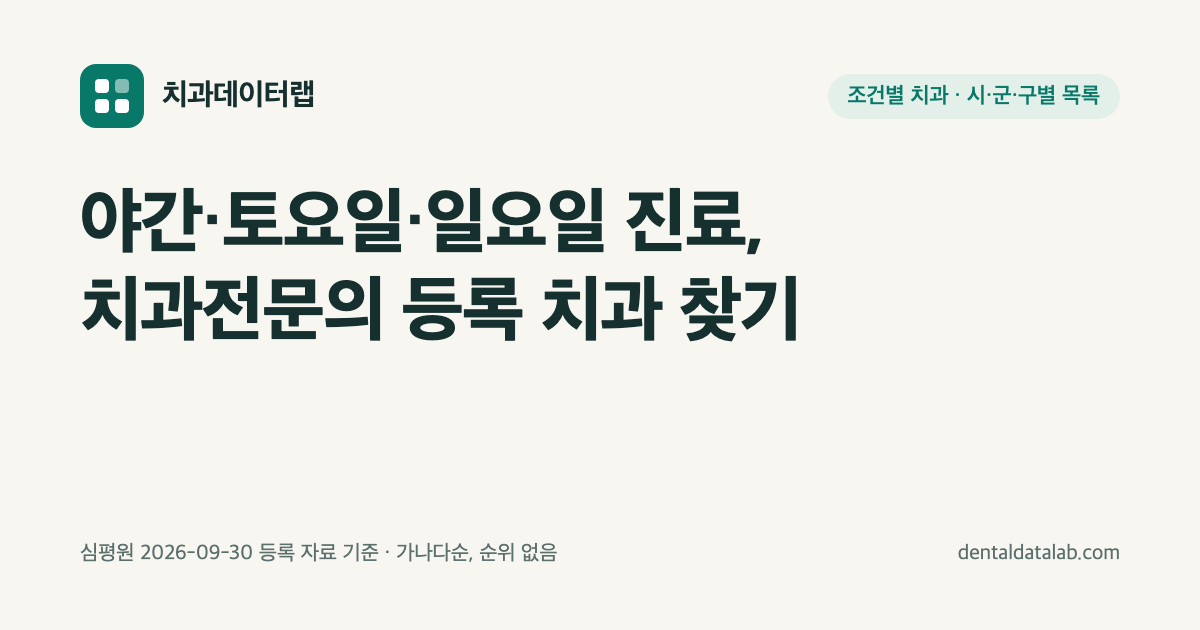 치과데이터랩
조건별 치과 · 시·군·구별 목록
야간·토요일·일요일 진료,
치과전문의 등록 치과 찾기
심평원 2026-09-30 등록 자료 기준 · 가나다순, 순위 없음
dentaldatalab.com